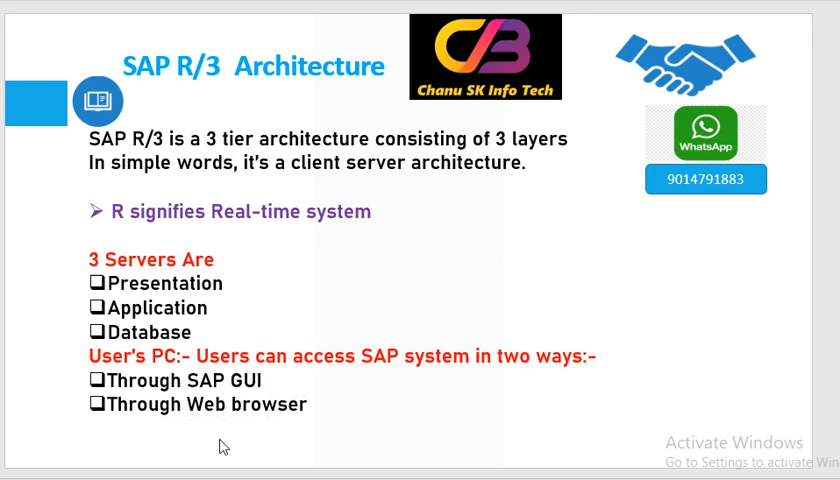 SAP R/3 Architecture
Chanu SK Info Tech
WhatsApp
9014791883
SAP R/3 is a 3 tier architecture consisting of 3 layers
In simple words, it's a client server architecture.
R signifies Real-time system
3 Servers Are
Presentation
Application
Database
User's PC:- Users can access SAP system in two ways:-
Through SAP GUI
Through Web browser
Activate Windows
Go to Settings to activate Win